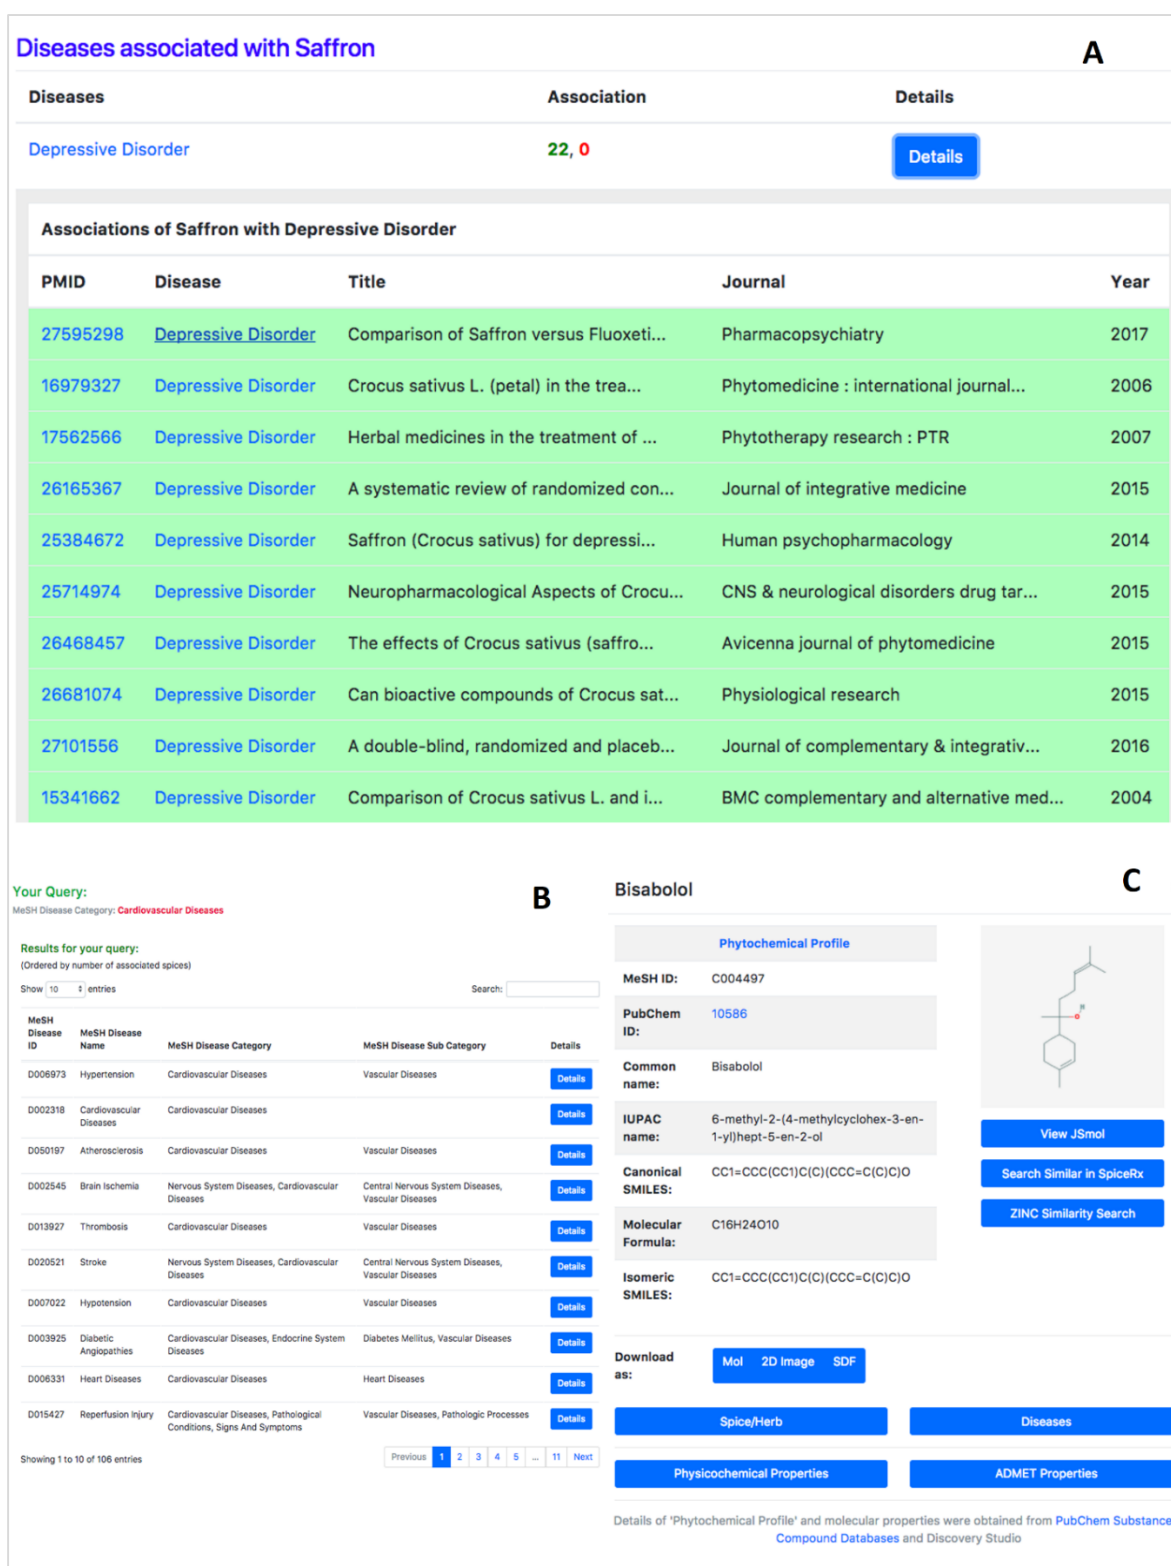 Diseases associated with Saffron
A
Diseases Association Details
Depressive Disorder 22, 0 Details
Associations of Saffron with Depressive Disorder
PMID Disease Title Journal Year
27595298 Depressive Disorder Comparison of Saffron versus Fluoxeti... Pharmacopsychiatry 2017
16979327 Depressive Disorder Crocus sativus L. (petal) in the trea... Phytomedicine : international journal... 2006
17562566 Depressive Disorder Herbal medicines in the treatment of ... Phytotherapy research : PTR 2007
26165367 Depressive Disorder A systematic review of randomized con... Journal of integrative medicine 2015
25384672 Depressive Disorder Saffron (Crocus sativus) for depressi... Human psychopharmacology 2014
25714974 Depressive Disorder Neuropharmacological Aspects of Crocu... CNS & neurological disorders drug tar... 2015
26468457 Depressive Disorder The effects of Crocus sativus (saffro... Avicenna journal of phytomedicine 2015
26681074 Depressive Disorder Can bioactive compounds of Crocus sat... Physiological research 2015
27101556 Depressive Disorder A double-blind, randomized and placeb... Journal of complementary & integrativ... 2016
15341662 Depressive Disorder Comparison of Crocus sativus L. and i... BMC complementary and alternative med... 2004
Your Query:
B
MeSH Disease Category: Cardiovascular Diseases
Results for your query:
(Ordered by number of associated spices)
Show 10 entries Search:
MeSH
Disease MeSH Disease
ID Name MeSH Disease Category MeSH Disease Sub Category Details
D006973 Hypertension Cardiovascular Diseases Vascular Diseases Details
D002318 Cardiovascular Cardiovascular Diseases Details
Diseases
D050197 Atherosclerosis Cardiovascular Diseases Vascular Diseases Details
D002545 Brain Ischemia Nervous System Diseases, Cardiovascular Central Nervous System Diseases, Details
Diseases Vascular Diseases
D013927 Thrombosis Cardiovascular Diseases Vascular Diseases Details
D020521 Stroke Nervous System Diseases, Cardiovascular Central Nervous System Diseases, Details
Diseases Vascular Diseases
D007022 Hypotension Cardiovascular Diseases Vascular Diseases Details
D003925 Diabetic Cardiovascular Diseases, Endocrine System Diabetes Mellitus, Vascular Diseases Details
Angiopathies Diseases
D006331 Heart Diseases Cardiovascular Diseases Heart Diseases Details
D015427 Reperfusion Injury Cardiovascular Diseases, Pathological Vascular Diseases, Pathologic Processes Details
Conditions, Signs And Symptoms
Showing 1 to 10 of 106 entries Previous 1 2 3 4 5 ... 11 Next
Bisabolol
C
Phytochemical Profile
MeSH ID: C004497
PubChem 10586
ID:
Common Bisabolol
name:
IUPAC 6-methyl-2-(4-methylcyclohex-3-en-
name: 1-yl)hept-5-en-2-ol
Canonical CC1=CCC(CC1)C(C)(CCC=C(C)C)O
SMILES:
Molecular C16H24O10
Formula:
Isomeric CC1=CCC(CC1)C(C)(CCC=C(C)C)O
SMILES:
H
O
View JSmol
Search Similar in SpiceRx
ZINC Similarity Search
Download Mol 2D Image SDF
as:
Spice/Herb Diseases
Physicochemical Properties ADMET Properties
Details of 'Phytochemical Profile' and molecular properties were obtained from PubChem Substance
Compound Databases and Discovery Studio